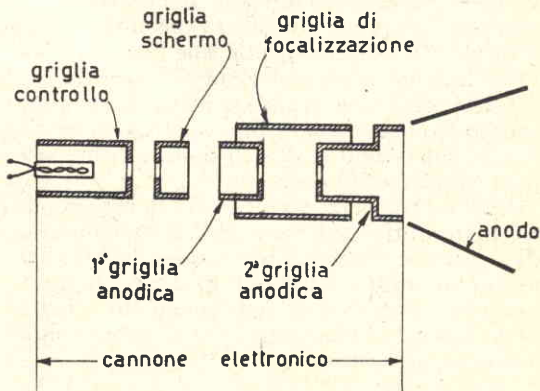 griglia
schermo
griglia di
focalizzazione
griglia
controllo
anodo
1ª griglia
anodica
2ª griglia
anodica
cannone elettronico